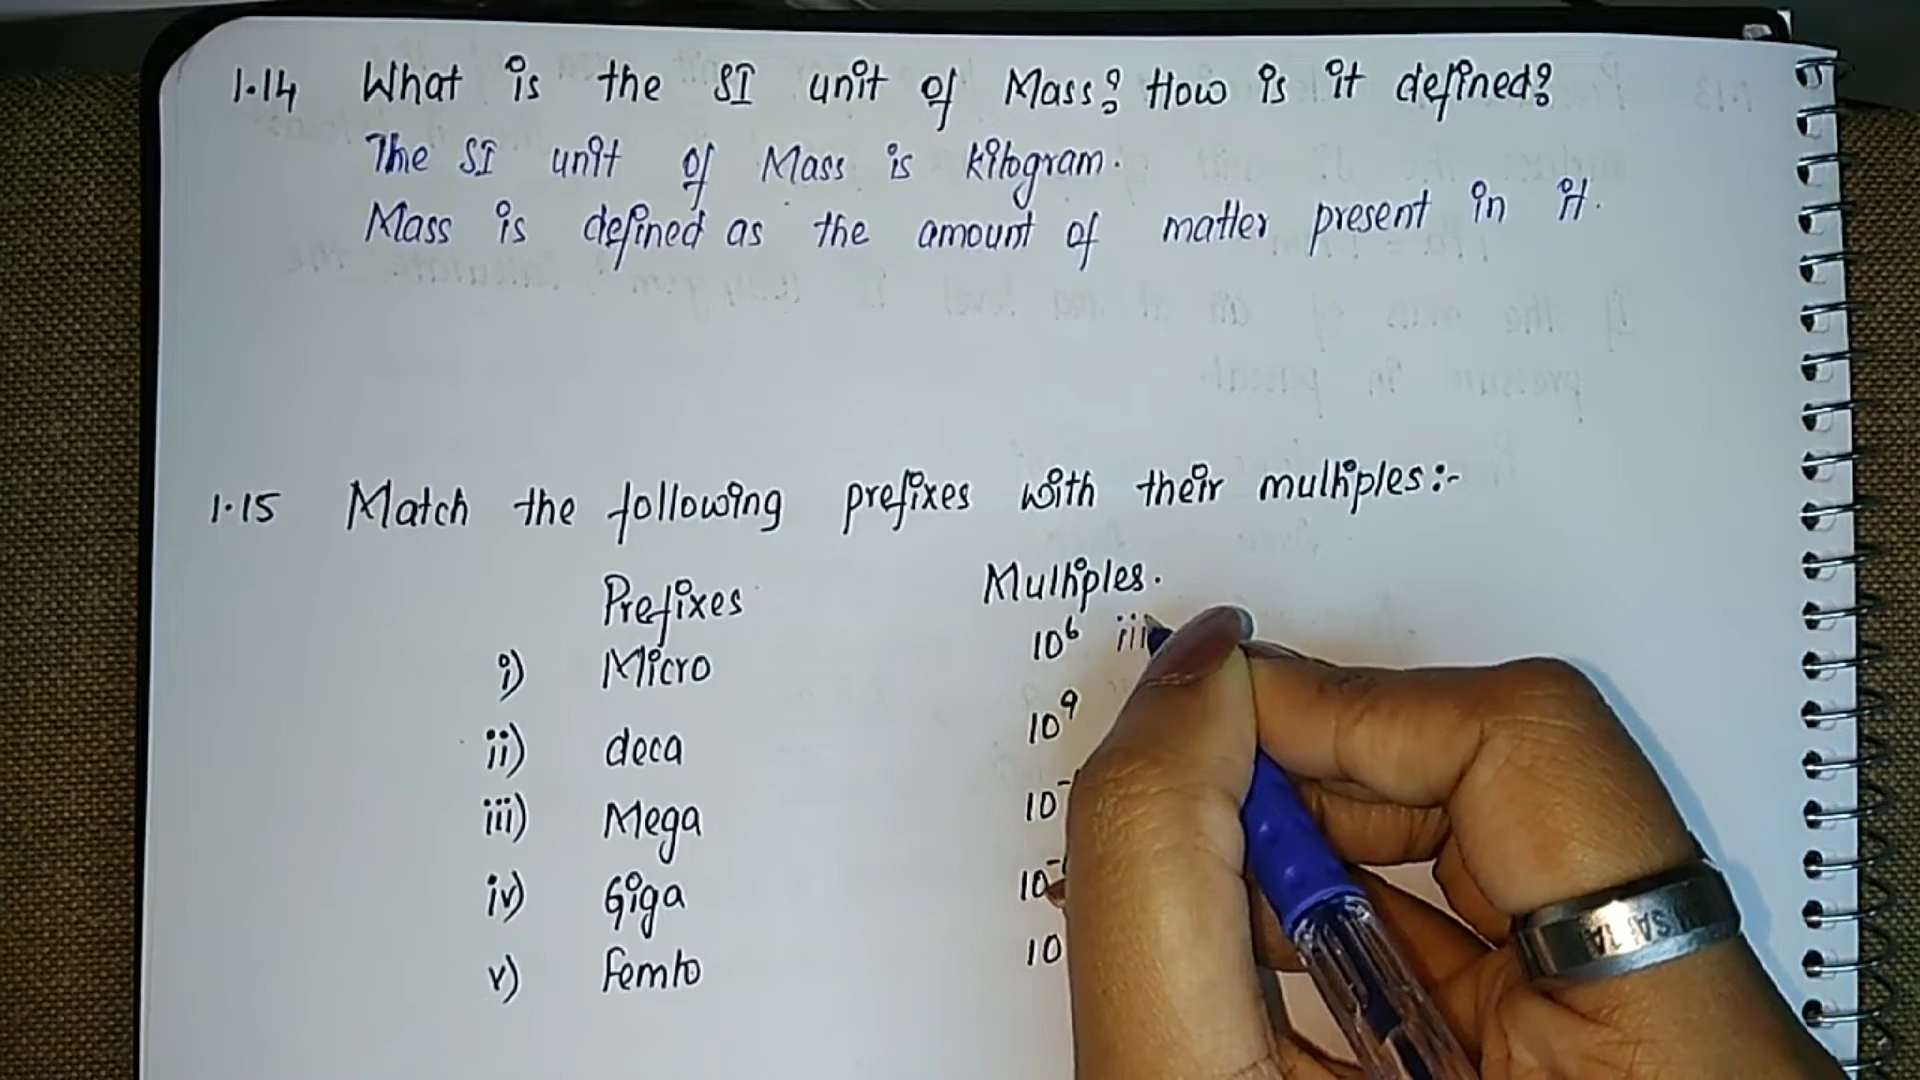 1.14 What is the SI unit of Mass? How is it defined?
The SI unit of Mass is kilogram.
Mass is defined as the amount of matter present in it.
1.15 Match the following prefixes with their multiples:-
Prefixes Multiples.
i) Micro 10⁶ iii
ii) deca 10⁹
iii) Mega 10⁻
iv) Giga 10⁻
v) Femto 10